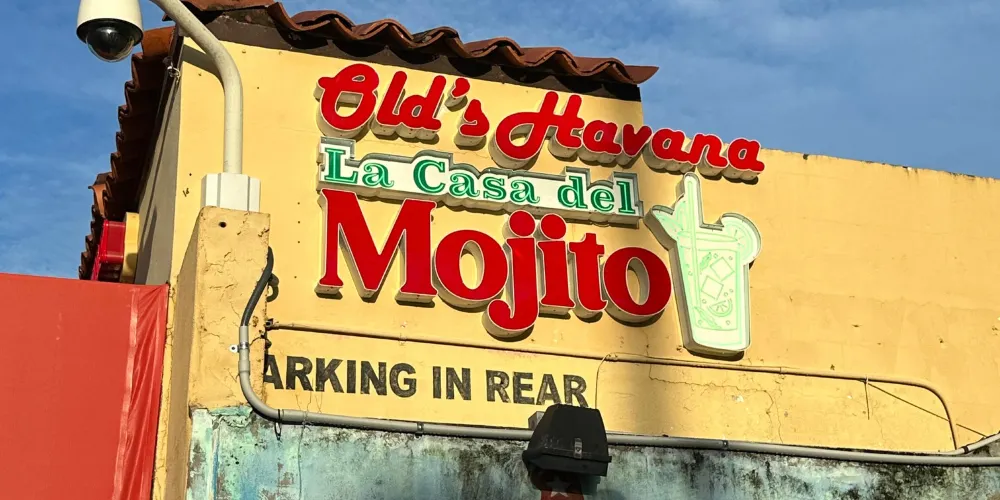 Old's Havana
La Casa del
Mojito
ARKING IN REAR